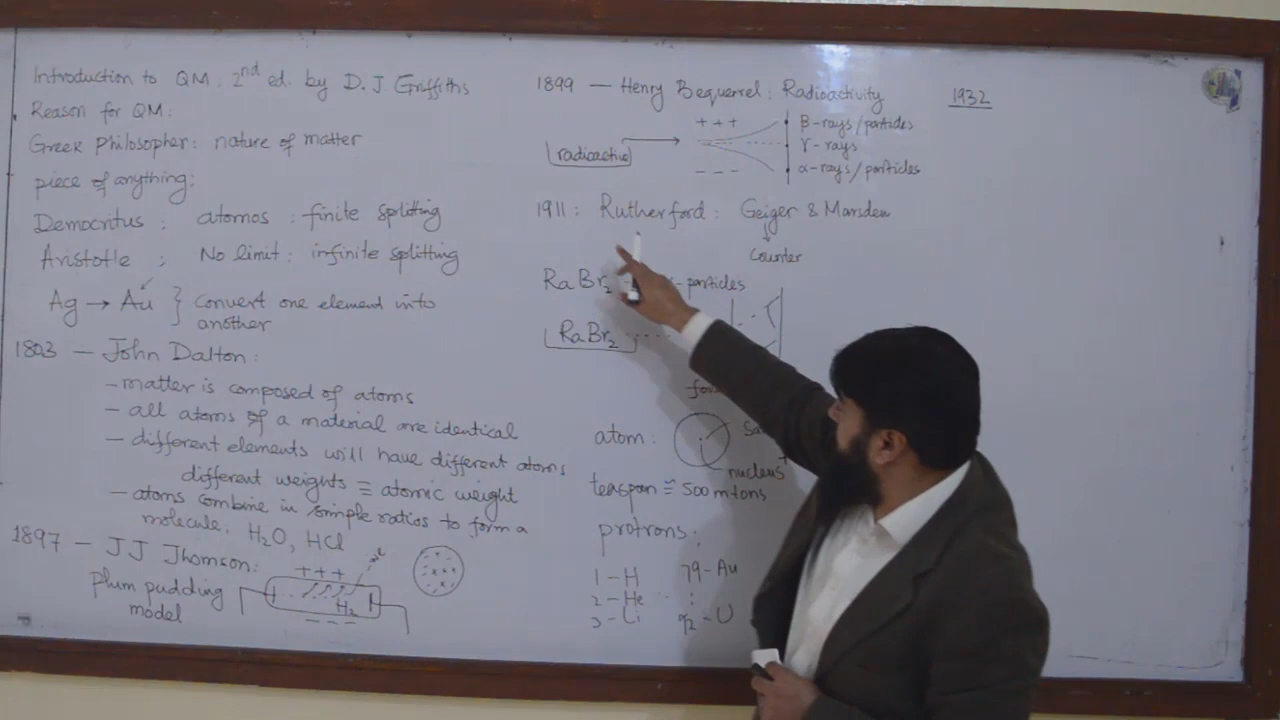 Introduction to QM: 2nd ed. by D. J. Griffiths
Reason for QM:
Greek Philosopher: nature of matter
piece of anything:
Democritus : atomos : finite splitting
Aristotle : No limit : infinite splitting
Ag → Au } Convert one element into
another
1803 — John Dalton:
- matter is composed of atoms
- all atoms of a material are identical
- different elements will have different atoms
different weights ≡ atomic weight
- atoms combine in simple ratios to form a
molecule: H₂O, HCl
1897 — JJ Jhomson:
Plum pudding
model
+ + +
H₂
- - -
1899 — Henry Bequerel: Radioactivity
radioactive
+ + +
- - -
β-rays/particles
γ-rays
α-rays/particles
1911: Rutherford: Geiger & Marsden
Counter
RaBr₂ particles
RaBr₂
atom:
nucleus +
teaspan ≅ 500 m tons
protrons:
1 - H 79 - Au
2 - He :
3 - Li 92 - U
1932